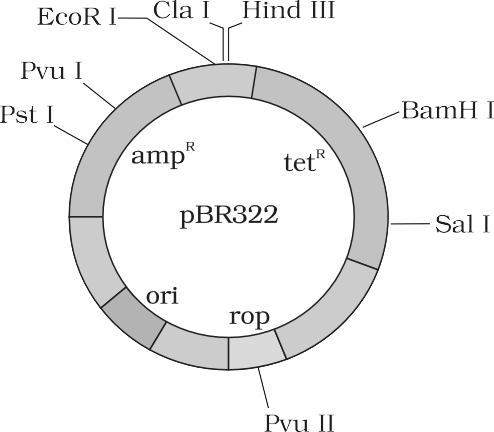 Cla I
Hind III
EcoR I
Pvu I
Pst I
BamH I
amp^R
tet^R
pBR322
Sal I
ori
rop
Pvu II